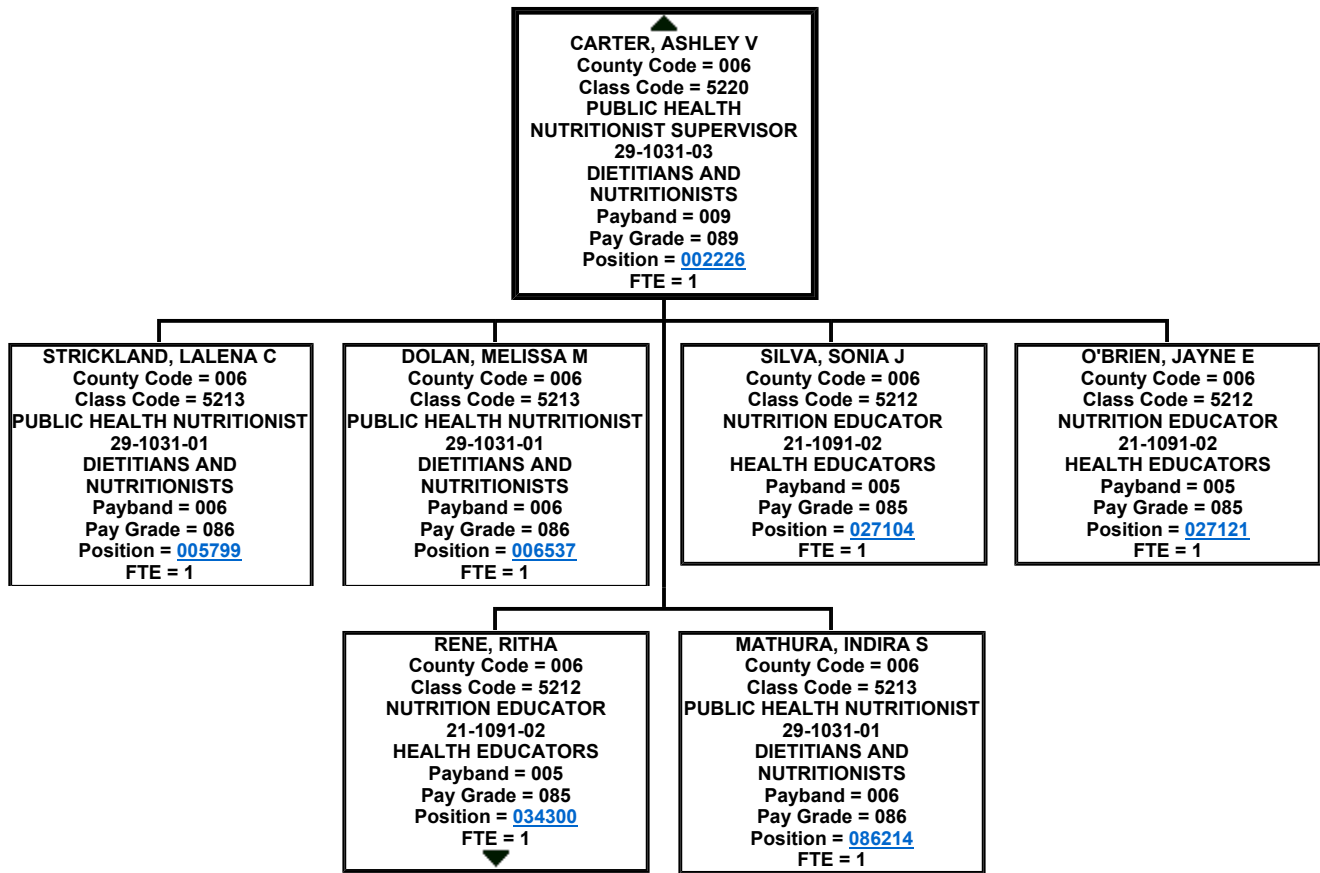 CARTER, ASHLEY V
County Code = 006
Class Code = 5220
PUBLIC HEALTH
NUTRITIONIST SUPERVISOR
29-1031-03
DIETITIANS AND
NUTRITIONISTS
Payband = 009
Pay Grade = 089
Position = 002226
FTE = 1
STRICKLAND, LALENA C
County Code = 006
Class Code = 5213
PUBLIC HEALTH NUTRITIONIST
29-1031-01
DIETITIANS AND
NUTRITIONISTS
Payband = 006
Pay Grade = 086
Position = 005799
FTE = 1
DOLAN, MELISSA M
County Code = 006
Class Code = 5213
PUBLIC HEALTH NUTRITIONIST
29-1031-01
DIETITIANS AND
NUTRITIONISTS
Payband = 006
Pay Grade = 086
Position = 006537
FTE = 1
SILVA, SONIA J
County Code = 006
Class Code = 5212
NUTRITION EDUCATOR
21-1091-02
HEALTH EDUCATORS
Payband = 005
Pay Grade = 085
Position = 027104
FTE = 1
O'BRIEN, JAYNE E
County Code = 006
Class Code = 5212
NUTRITION EDUCATOR
21-1091-02
HEALTH EDUCATORS
Payband = 005
Pay Grade = 085
Position = 027121
FTE = 1
RENE, RITHA
County Code = 006
Class Code = 5212
NUTRITION EDUCATOR
21-1091-02
HEALTH EDUCATORS
Payband = 005
Pay Grade = 085
Position = 034300
FTE = 1
MATHURA, INDIRA S
County Code = 006
Class Code = 5213
PUBLIC HEALTH NUTRITIONIST
29-1031-01
DIETITIANS AND
NUTRITIONISTS
Payband = 006
Pay Grade = 086
Position = 086214
FTE = 1